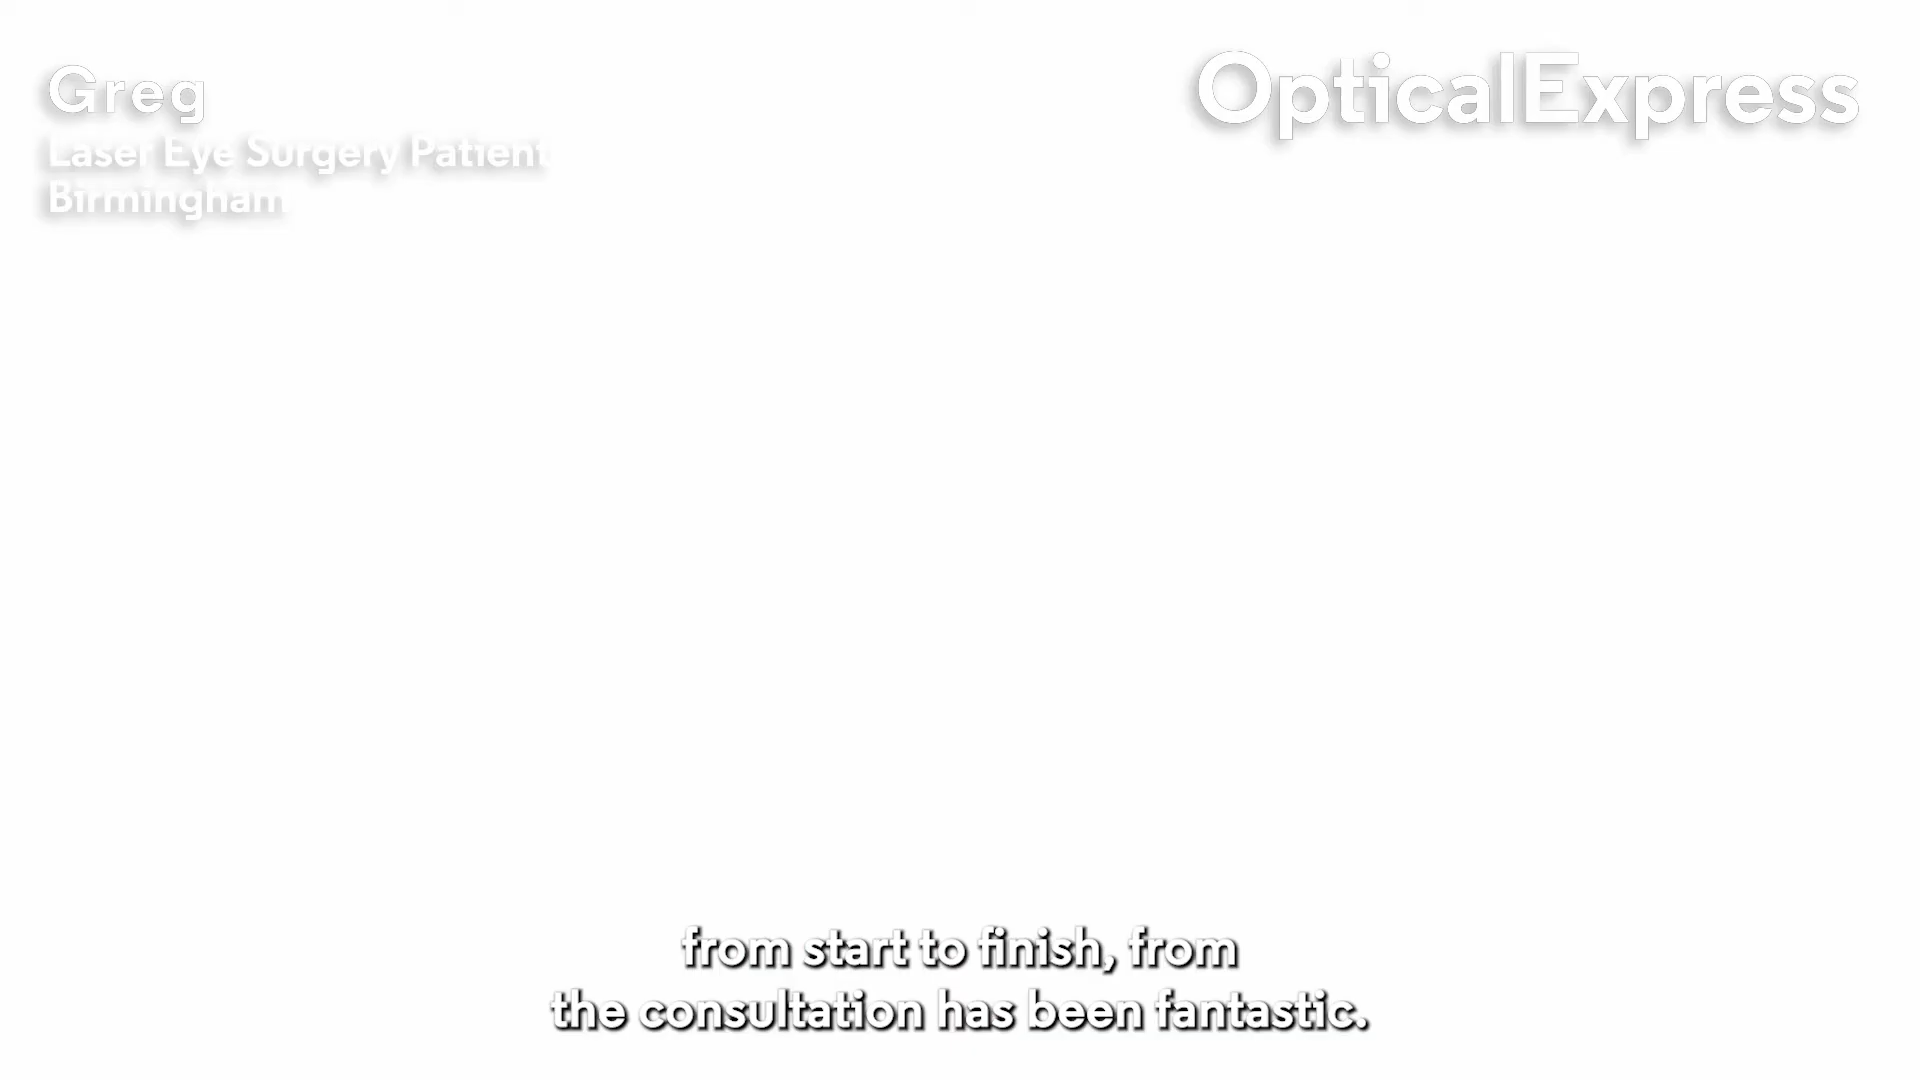 Greg
OpticalExpress
Laser Eye Surgery Patient
Birmingham
from start to finish, from
the consultation has been fantastic.